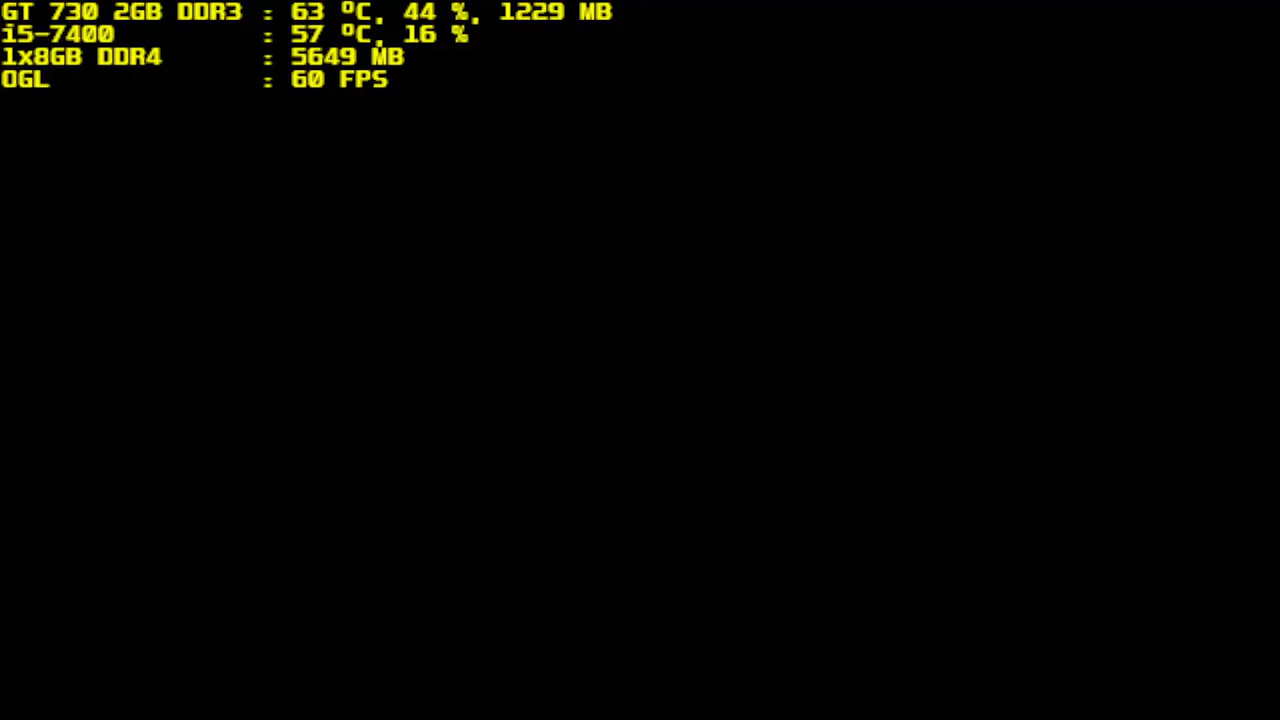 GT 730 2GB DDR3 : 63 ºC, 44 %, 1229 MB
i5-7400 : 57 ºC, 16 %
1x8GB DDR4 : 5649 MB
OGL : 60 FPS